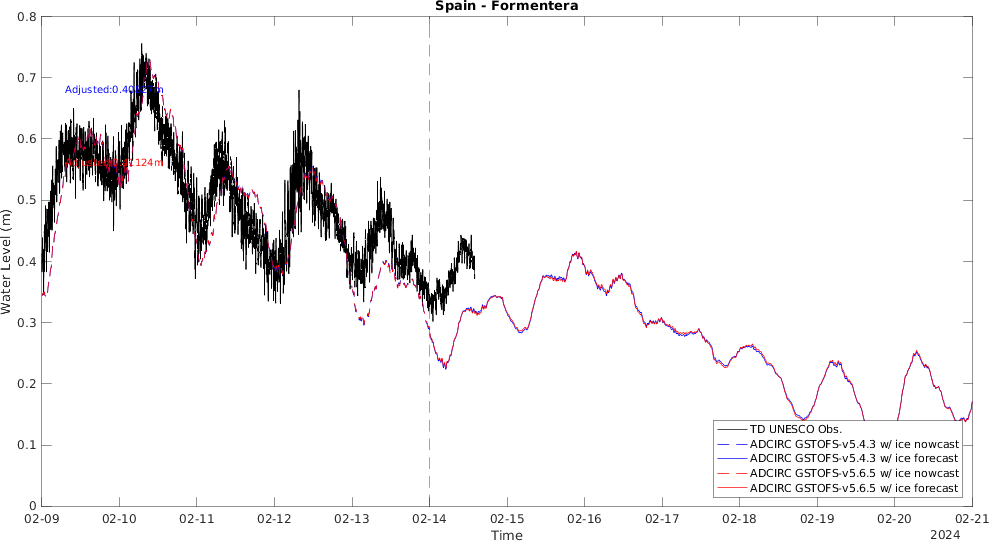 Spain - Formentera
0.8
0.7
0.6
0.5
0.4
0.3
0.2
0.1
0
Water Level (m)
TD UNESCO Obs.
ADCIRC GSTOFS-v5.4.3 w/ ice nowcast
ADCIRC GSTOFS-v5.4.3 w/ ice forecast
ADCIRC GSTOFS-v5.6.5 w/ ice nowcast
ADCIRC GSTOFS-v5.6.5 w/ ice forecast
02-09 02-10 02-11 02-12 02-13 02-14 02-15 02-16 02-17 02-18 02-19 02-20 02-21
Time
2024